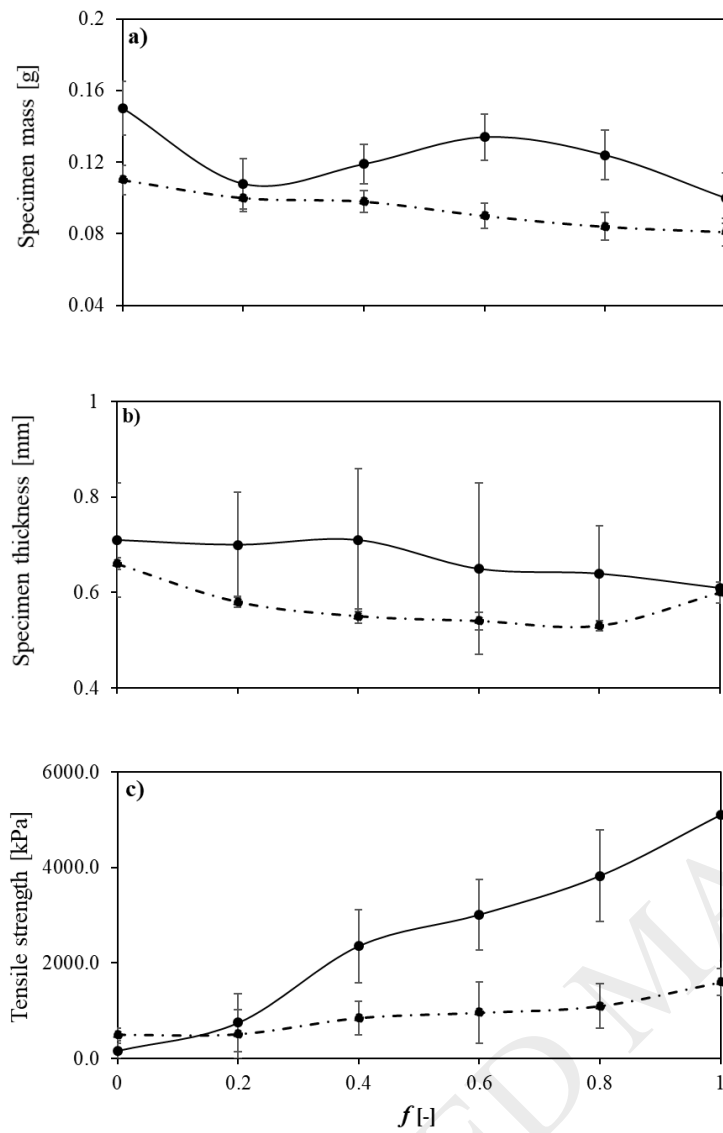 0.2
a)
0.16
0.12
0.08
0.04
Specimen mass [g]
1
b)
0.8
0.6
0.4
Specimen thickness [mm]
6000.0
c)
4000.0
2000.0
0.0
Tensile strength [kPa]
0 0.2 0.4 0.6 0.8 1
f [-]
ED MA